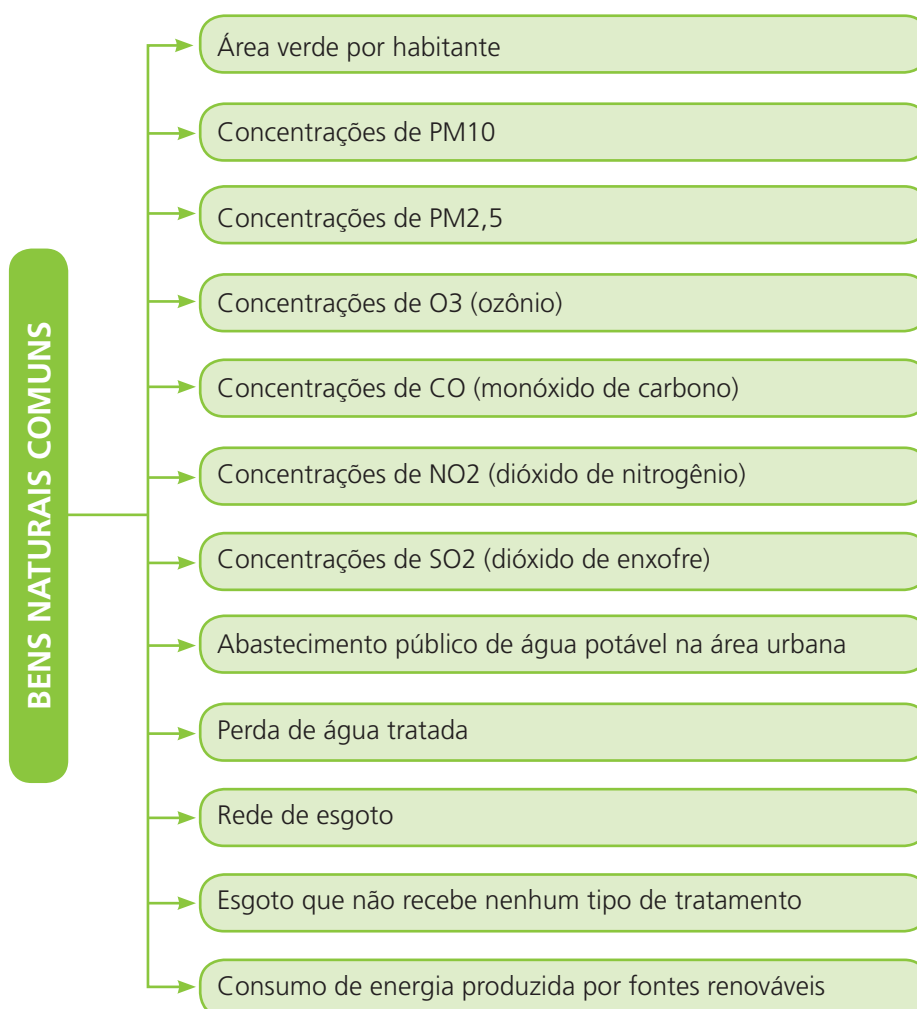 BENS NATURAIS COMUNS
Área verde por habitante
Concentrações de PM10
Concentrações de PM2,5
Concentrações de O3 (ozônio)
Concentrações de CO (monóxido de carbono)
Concentrações de NO2 (dióxido de nitrogênio)
Concentrações de SO2 (dióxido de enxofre)
Abastecimento público de água potável na área urbana
Perda de água tratada
Rede de esgoto
Esgoto que não recebe nenhum tipo de tratamento
Consumo de energia produzida por fontes renováveis